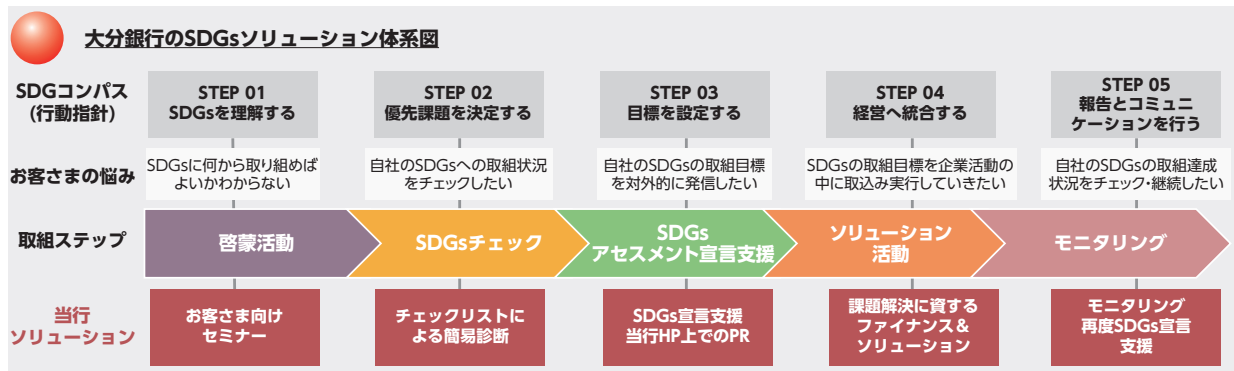 大分銀行のSDGsソリューション体系図
SDGコンパス
(行動指針)
STEP 01
SDGsを理解する
STEP 02
優先課題を決定する
STEP 03
目標を設定する
STEP 04
経営へ統合する
STEP 05
報告とコミュニ
ケーションを行う
お客さまの悩み
SDGsに何から取り組めば
よいかわからない
自社のSDGsへの取組状況
をチェックしたい
自社のSDGsの取組目標
を対外的に発信したい
SDGsの取組目標を企業活動の
中に取込み実行していきたい
自社のSDGsの取組達成
状況をチェック・継続したい
取組ステップ
啓蒙活動
SDGsチェック
SDGs
アセスメント宣言支援
ソリューション
活動
モニタリング
当行
ソリューション
お客さま向け
セミナー
チェックリストに
よる簡易診断
SDGs宣言支援
当行HP上でのPR
課題解決に資する
ファイナンス＆
ソリューション
モニタリング
再度SDGs宣言
支援